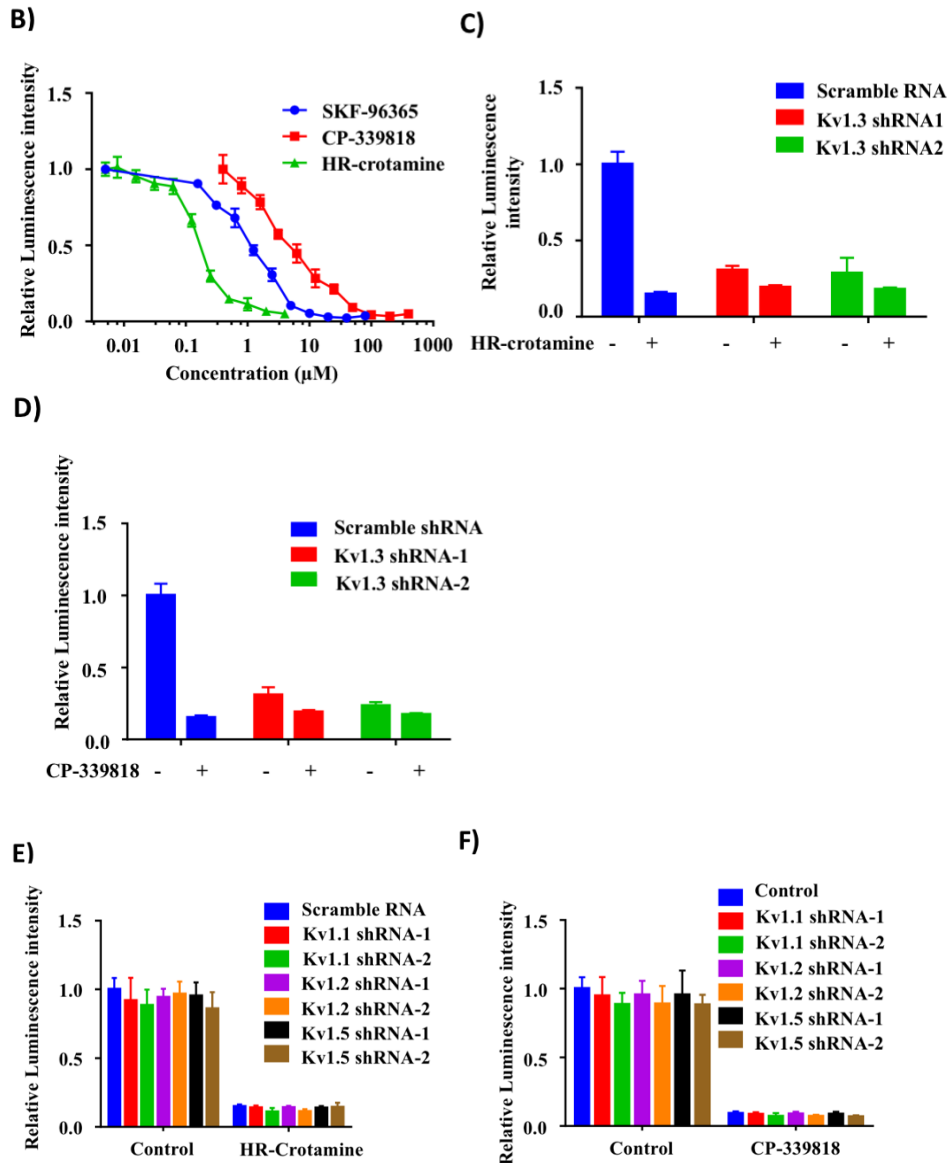 B)
Relative Luminescence intensity
1.5
1.0
0.5
0.0
SKF-96365
CP-339818
HR-crotamine
0.01 0.1 1 10 100 1000
Concentration (µM)
C)
Relative Luminescence
intensity
1.5
1.0
0.5
0
Scramble RNA
Kv1.3 shRNA1
Kv1.3 shRNA2
HR-crotamine - + - + - +
D)
Relative Luminescence intensity
1.5
1.0
0.5
0.0
Scramble shRNA
Kv1.3 shRNA-1
Kv1.3 shRNA-2
CP-339818 - + - + - +
E)
Relative Luminescence intensity
1.5
1.0
0.5
0.0
Scramble RNA
Kv1.1 shRNA-1
Kv1.1 shRNA-2
Kv1.2 shRNA-1
Kv1.2 shRNA-2
Kv1.5 shRNA-1
Kv1.5 shRNA-2
Control HR-Crotamine
F)
Relative Luminescence intensity
1.5
1.0
0.5
0.0
Control
Kv1.1 shRNA-1
Kv1.1 shRNA-2
Kv1.2 shRNA-1
Kv1.2 shRNA-2
Kv1.5 shRNA-1
Kv1.5 shRNA-2
Control CP-339818